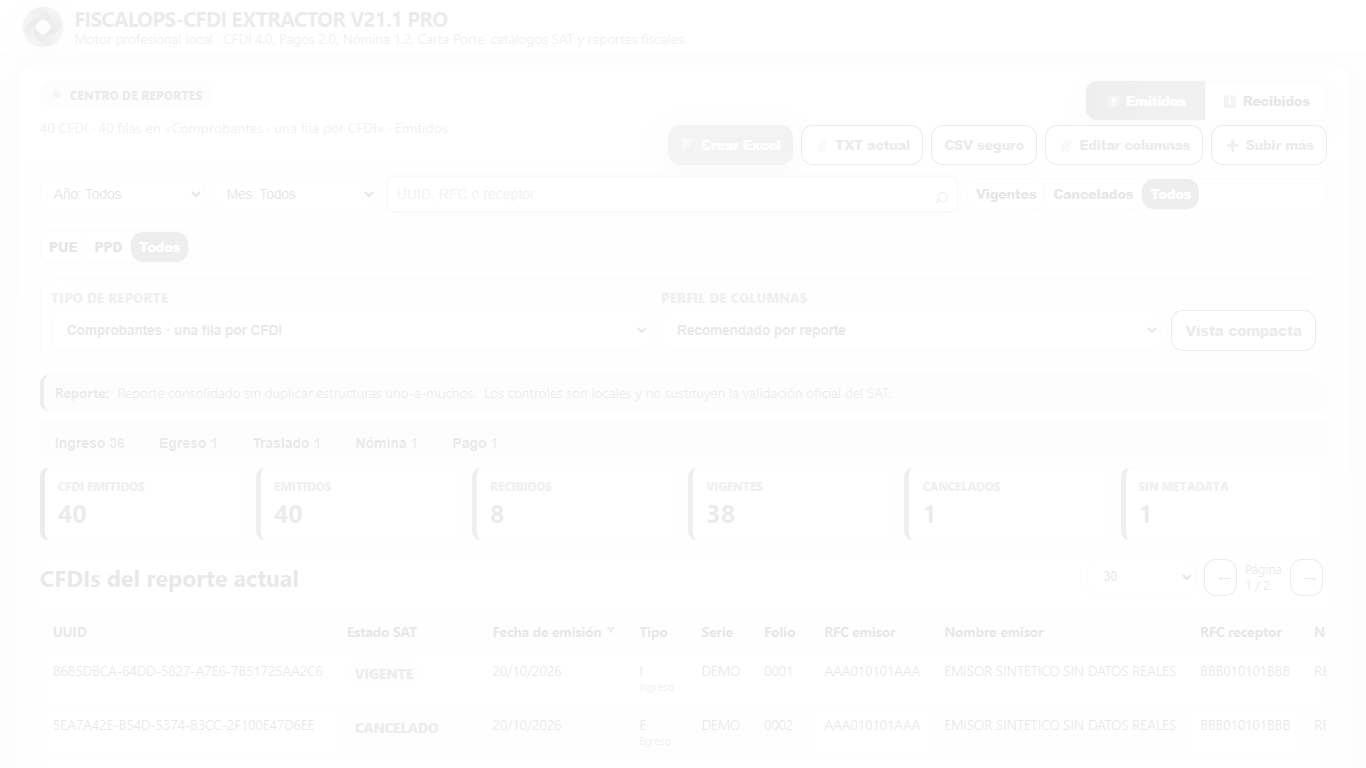 FISCALOPS-CFDI EXTRACTOR V21.1 PRO
Motor profesional local · CFDI 4.0, Pagos 2.0, Nómina 1.2, Carta Porte, catálogos SAT y reportes fiscales.
CENTRO DE REPORTES
Emitidos Recibidos
40 CFDI · 40 filas en «Comprobantes · una fila por CFDI» · Emitidos
Crear Excel TXT actual CSV seguro Editar columnas Subir más
Año: Todos Mes: Todos UUID, RFC o receptor Vigentes Cancelados Todos
PUE PPD Todos
TIPO DE REPORTE PERFIL DE COLUMNAS
Comprobantes · una fila por CFDI Recomendado por reporte Vista compacta
Reporte: Reporte consolidado sin duplicar estructuras uno-a-muchos. Los controles son locales y no sustituyen la validación oficial del SAT.
Ingreso 36 Egreso 1 Traslado 1 Nómina 1 Pago 1
CFDI EMITIDOS EMITIDOS RECIBIDOS VIGENTES CANCELADOS SIN METADATA
40 40 8 38 1 1
CFDIs del reporte actual 30 ← Página 1 / 2 →
UUID Estado SAT Fecha de emisión Tipo Serie Folio RFC emisor Nombre emisor RFC receptor
B685DBCA-64DD-5827-A7E6-7B51725AA2C6 VIGENTE 20/10/2026 I DEMO 0001 AAA010101AAA EMISOR SINTETICO SIN DATOS REALES BBB010101BBB
Ingreso
5EA7A42E-B54D-5374-B3CC-2F100E47D6EE CANCELADO 20/10/2026 E DEMO 0002 AAA010101AAA EMISOR SINTETICO SIN DATOS REALES BBB010101BBB
Egreso